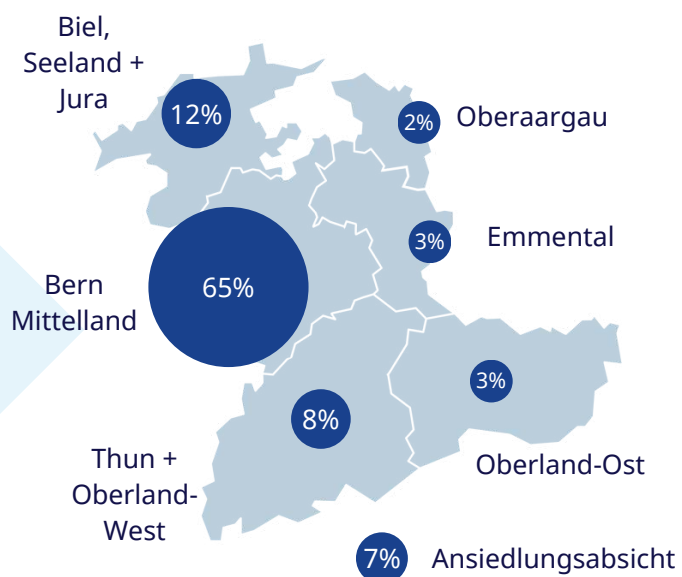 Biel,
Seeland +
Jura
12%
2%
Oberaargau
3%
Emmental
Bern
Mittelland
65%
3%
8%
Oberland-Ost
Thun +
Oberland-
West
7%
Ansiedlungsabsicht